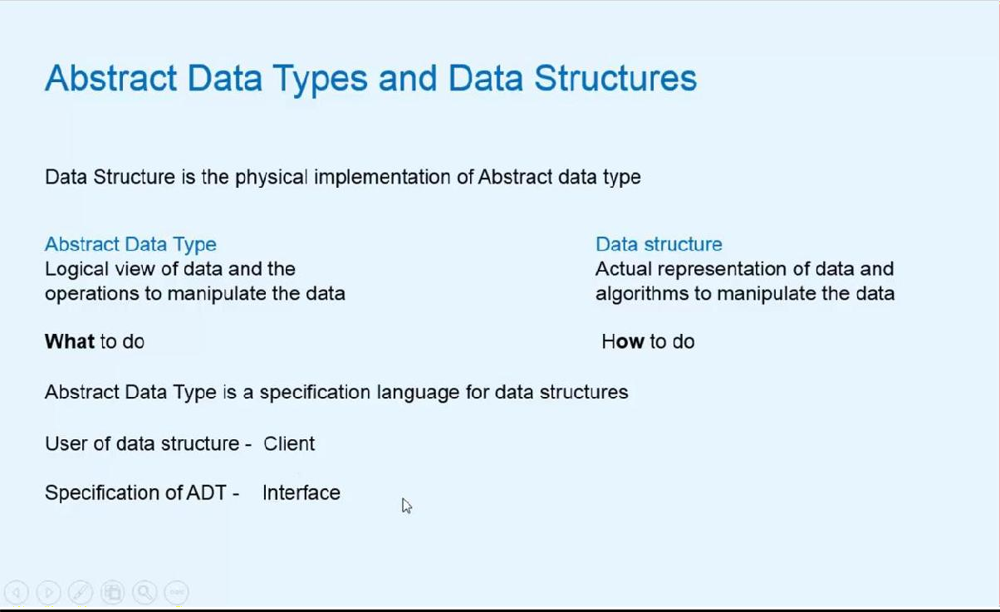 Abstract Data Types and Data Structures
Data Structure is the physical implementation of Abstract data type
Abstract Data Type
Logical view of data and the
operations to manipulate the data
What to do
Data structure
Actual representation of data and
algorithms to manipulate the data
How to do
Abstract Data Type is a specification language for data structures
User of data structure - Client
Specification of ADT - Interface